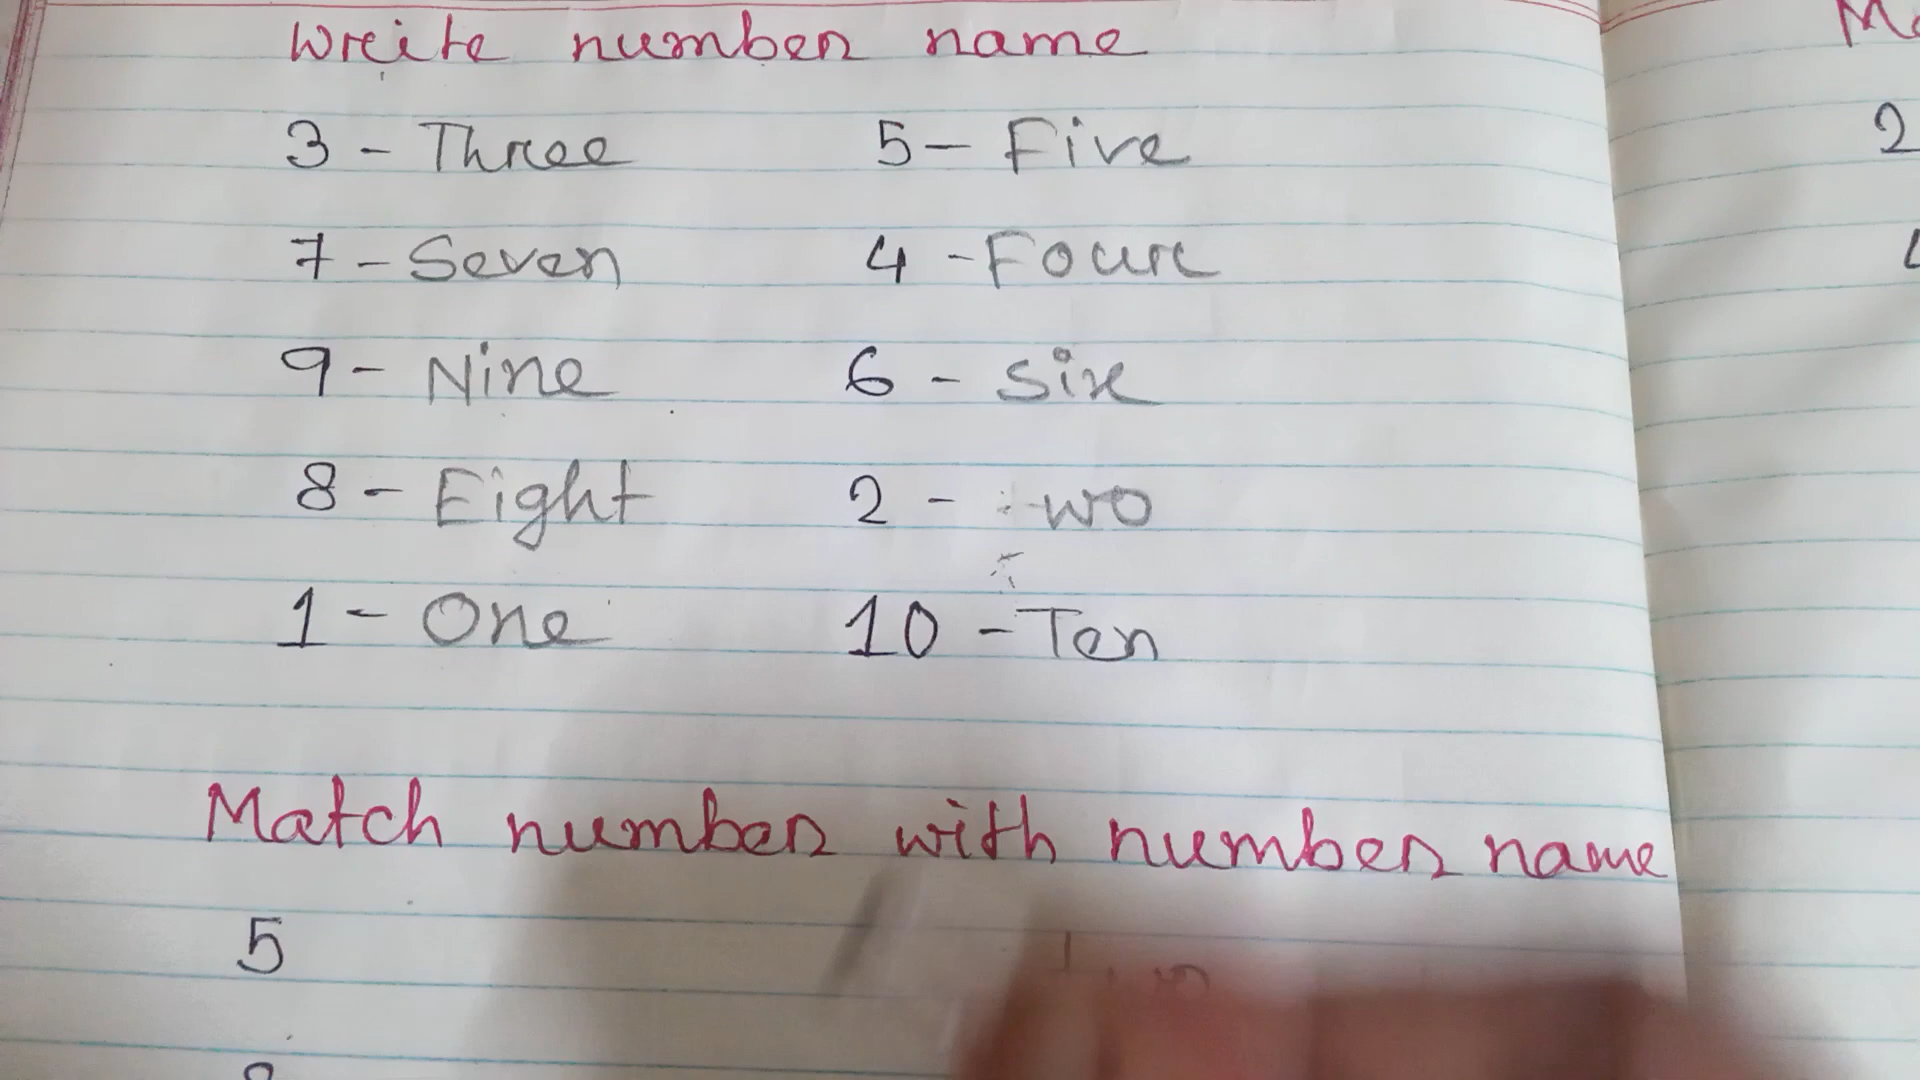 Write number name
3 - Three 5 - Five
7 - Seven 4 - Four
9 - Nine 6 - Six
8 - Eight 2 - wo
1 - One 10 - Ten
Match number with number name
5
2